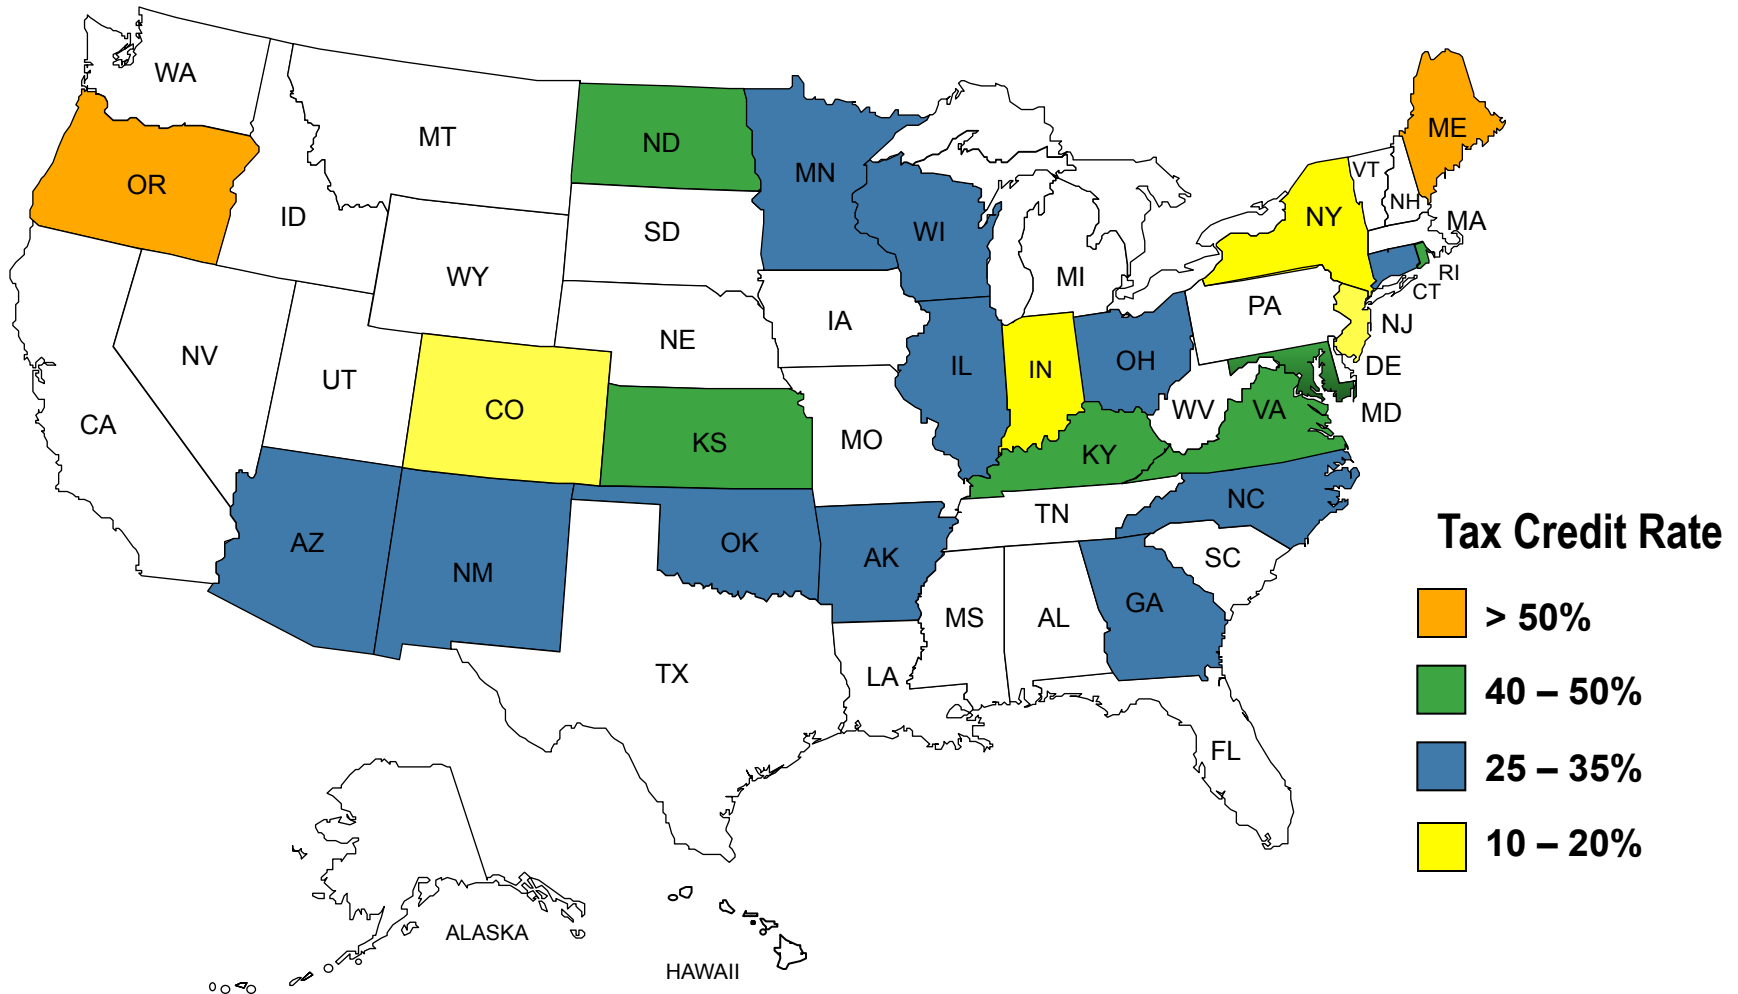 WA
MT
ND
MN
ME
OR
ID
SD
WI
VT
NH
NY
MA
WY
MI
RI
CT
IA
PA
NJ
NE
NV
UT
IL
IN
OH
DE
CO
WV
VA
MD
CA
KS
MO
KY
NC
TN
AZ
NM
OK
AK
SC
GA
MS
AL
TX
LA
FL
ALASKA
HAWAII
Tax Credit Rate
> 50%
40 – 50%
25 – 35%
10 – 20%